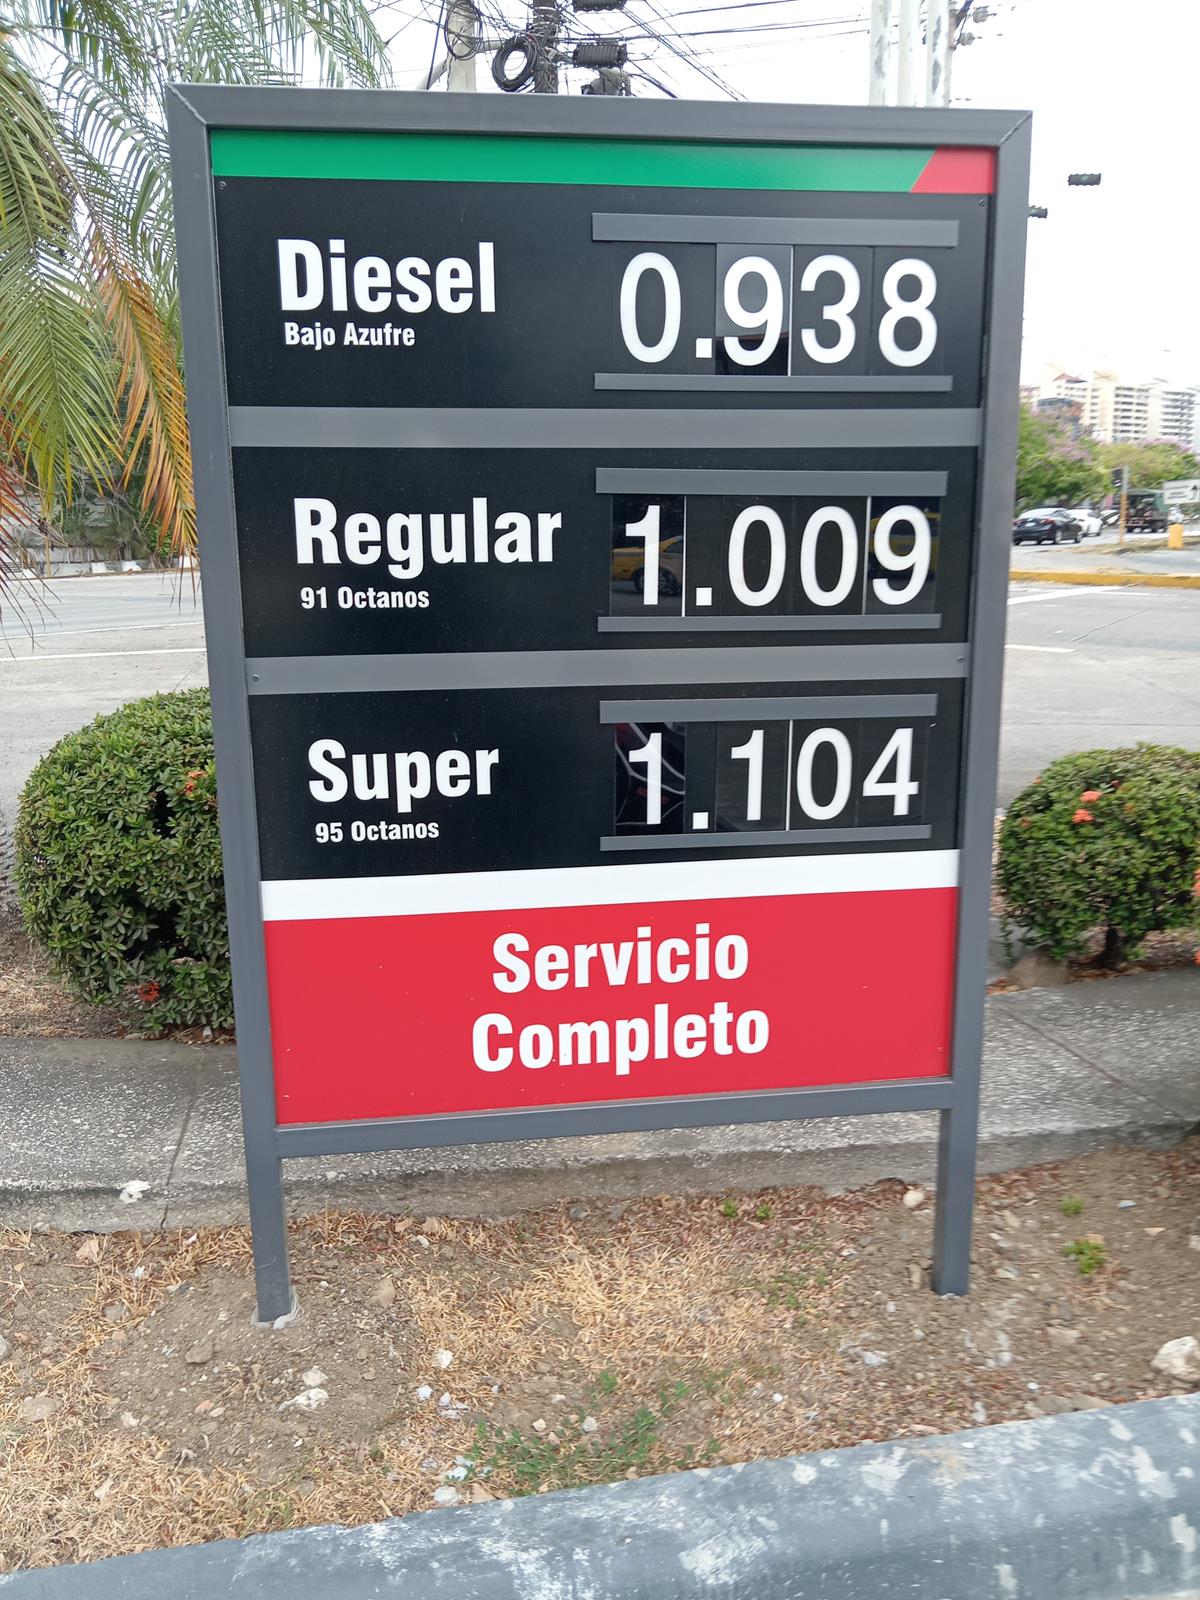 Diesel 0.938
Bajo Azufre
Regular 1.009
91 Octanos
Super 1.104
95 Octanos
Servicio
Completo